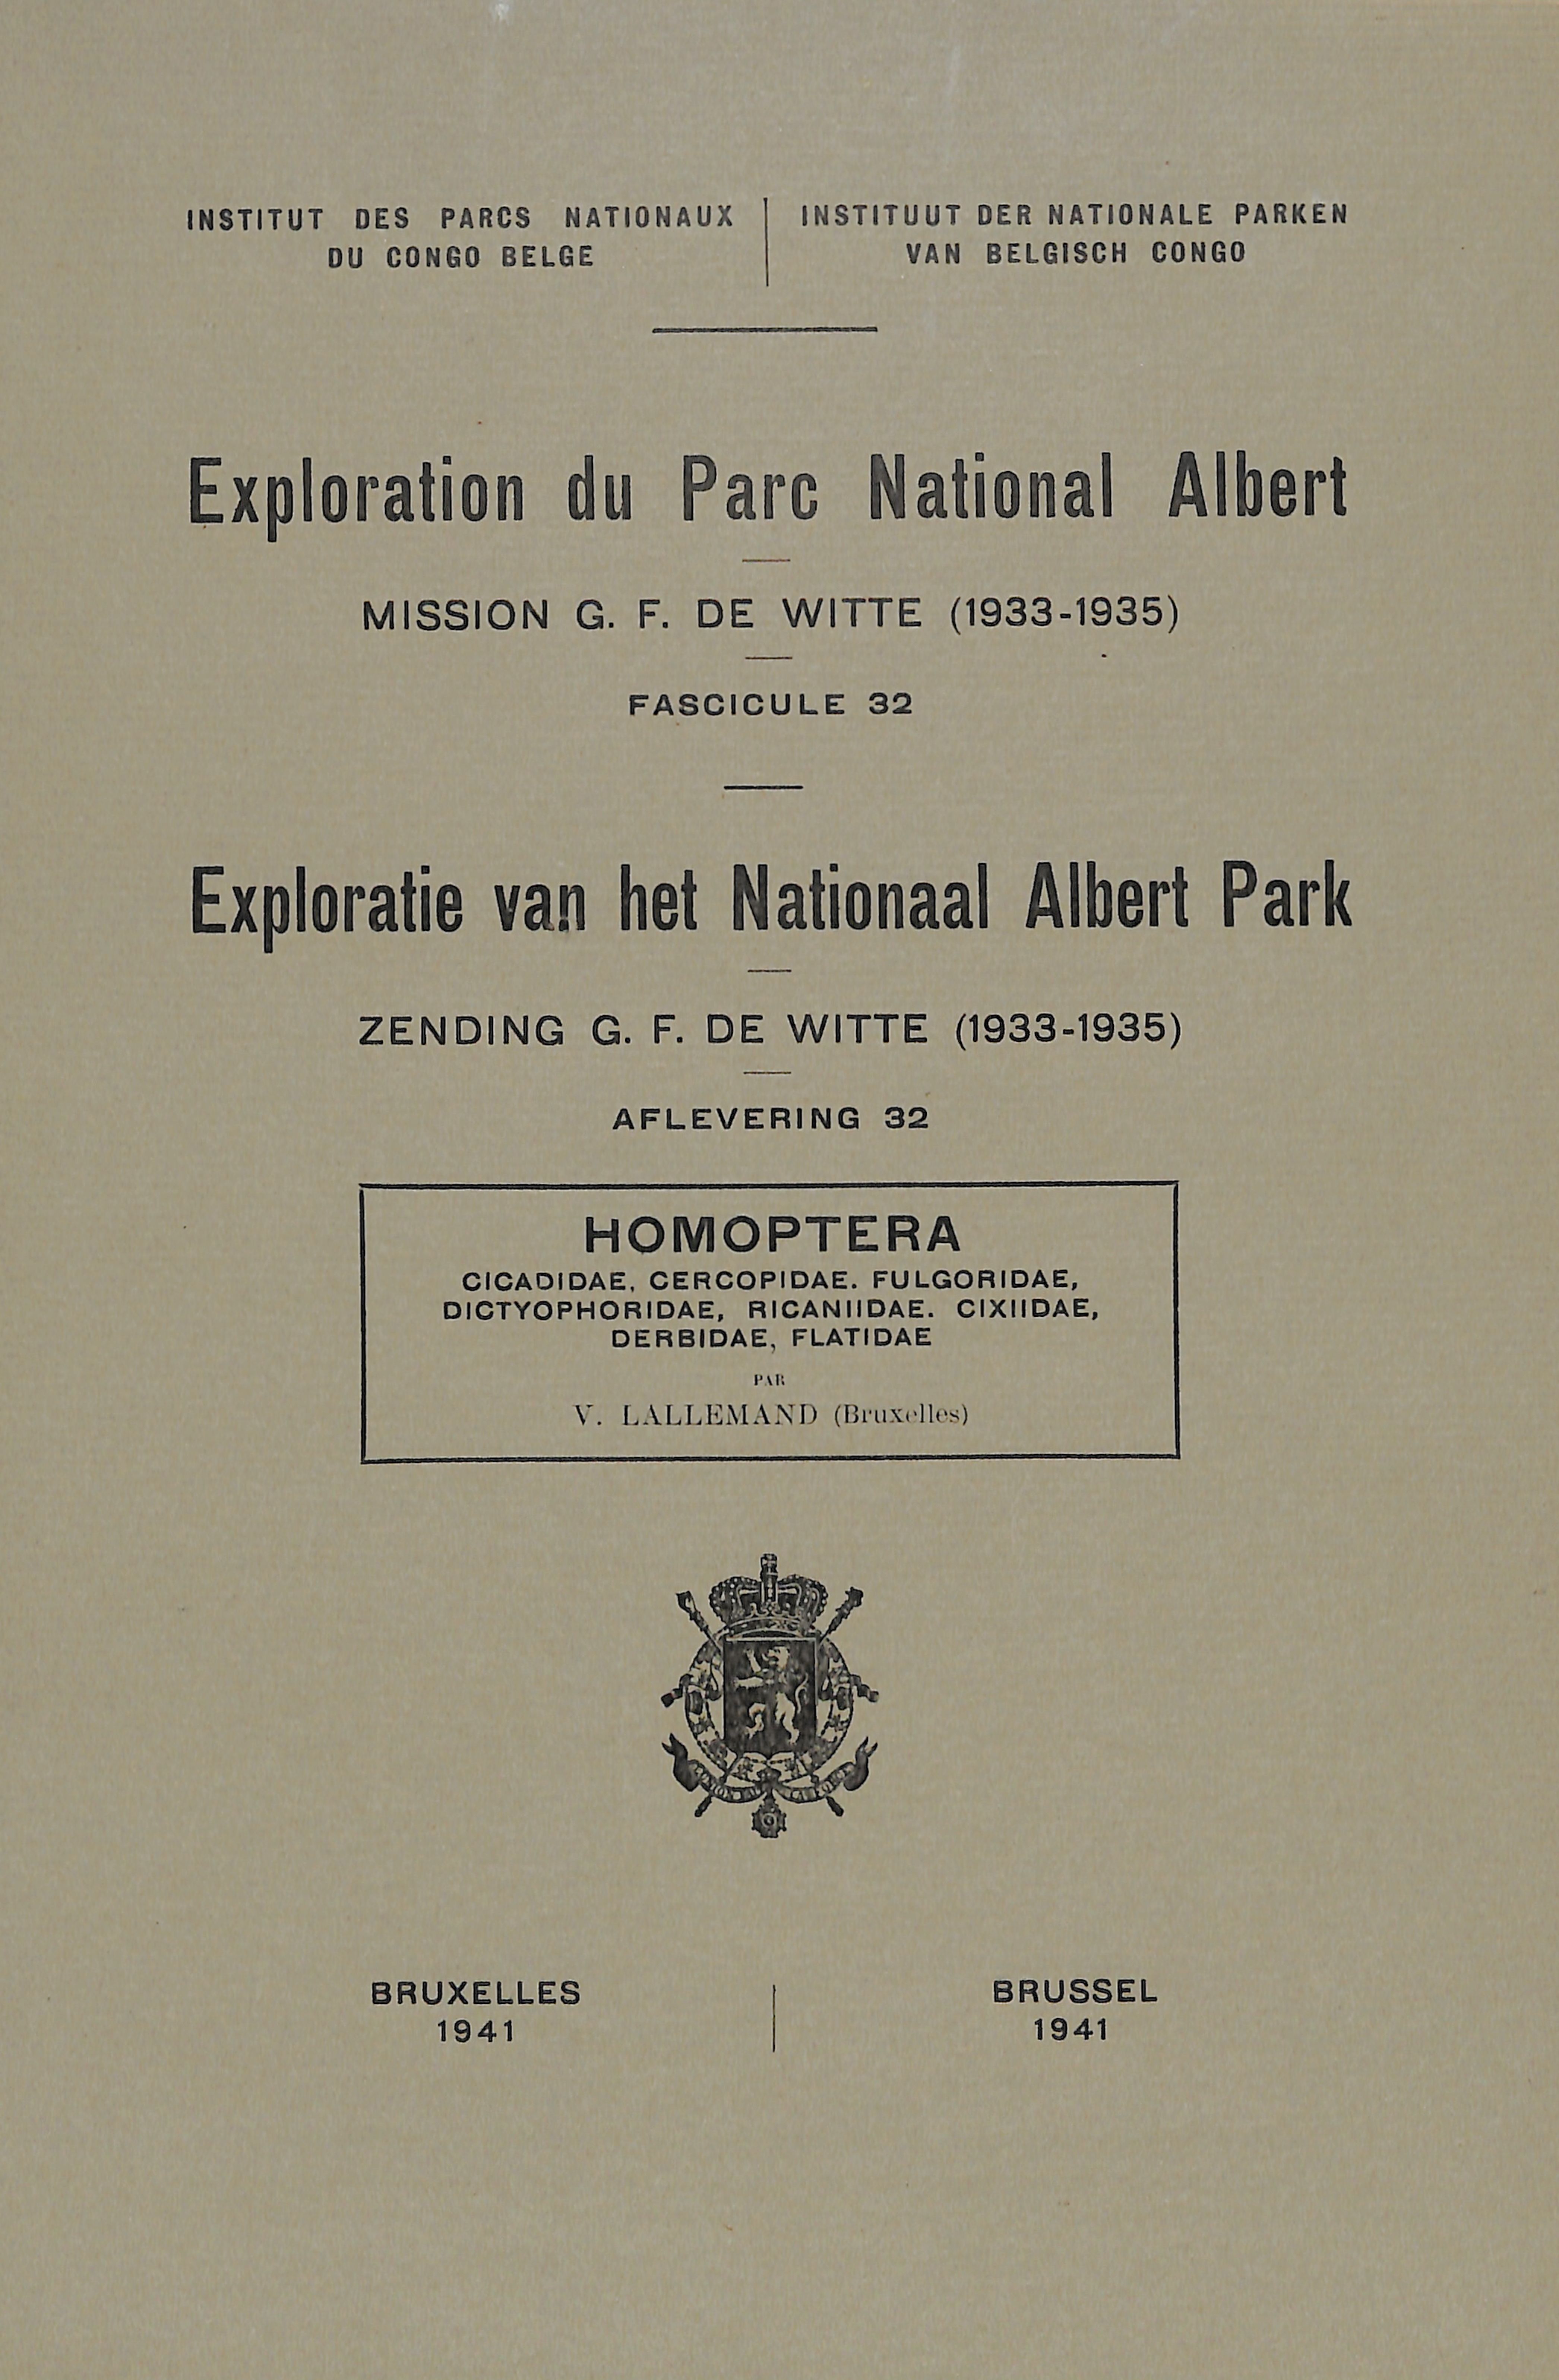 INSTITUT DES PARCS NATIONAUX
DU CONGO BELGE
INSTITUUT DER NATIONALE PARKEN
VAN BELGISCH CONGO
Exploration du Parc National Albert
MISSION G. F. DE WITTE (1933-1935)
FASCICULE 32
Exploratie van het Nationaal Albert Park
ZENDING G. F. DE WITTE (1933-1935)
AFLEVERING 32
HOMOPTERA
CICADIDAE, CERCOPIDAE. FULGORIDAE,
DICTYOPHORIDAE, RICANIIDAE. CIXIIDAE,
DERBIDAE, FLATIDAE
PAR
V. LALLEMAND (Bruxelles)
BRUXELLES
1941
BRUSSEL
1941